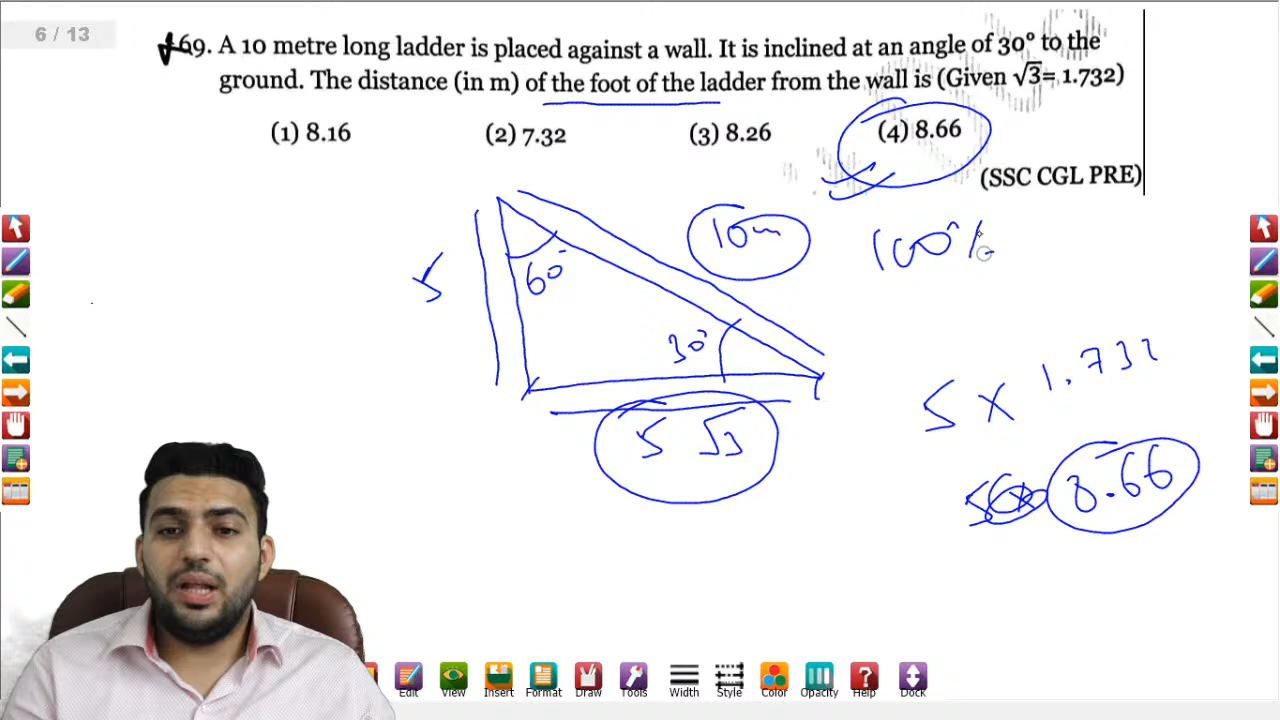 6 / 13
69. A 10 metre long ladder is placed against a wall. It is inclined at an angle of 30° to the
ground. The distance (in m) of the foot of the ladder from the wall is (Given √3= 1.732)
(1) 8.16 (2) 7.32 (3) 8.26 (4) 8.66
(SSC CGL PRE)
10m
100%
5
60°
30°
5 × 1.732
5 √3
8.66
Edit View Insert Format Draw Tools Width Style Color Opacity Help Dock